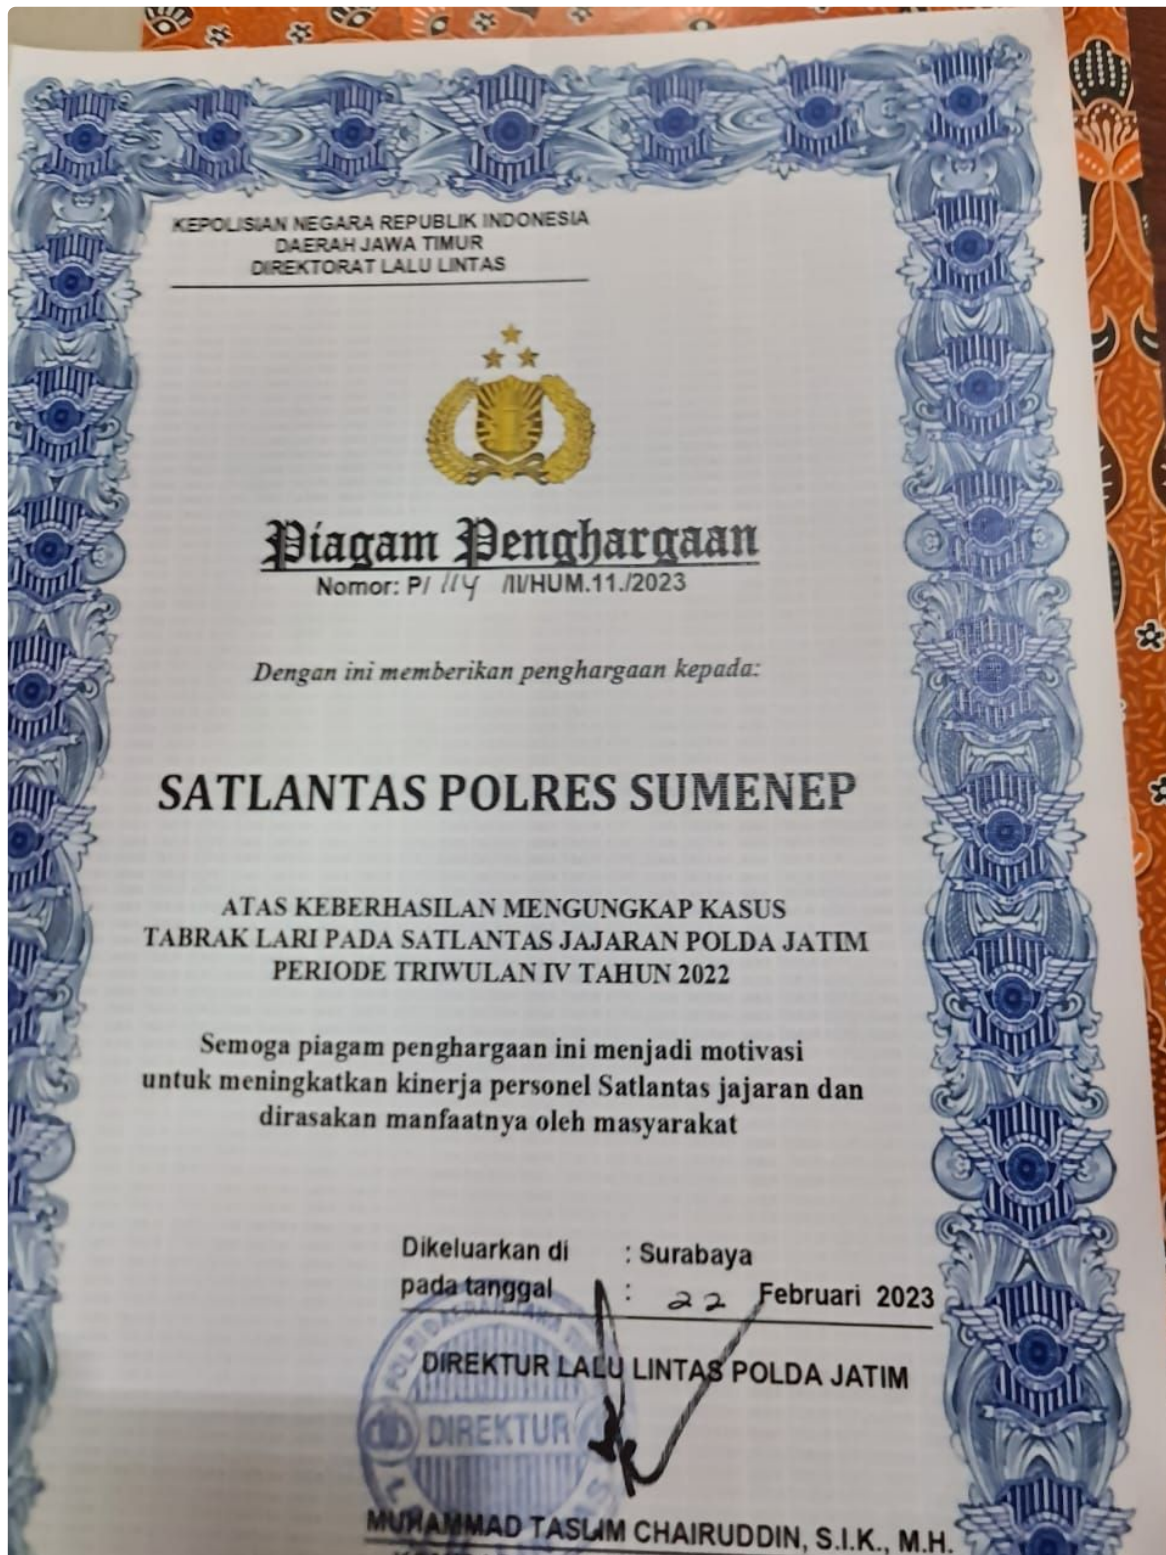 KEPOLISIAN NEGARA REPUBLIK INDONESIA
DAERAH JAWA TIMUR
DIREKTORAT LALU LINTAS
Piagam Penghargaan
Nomor: P/ 114 /II/HUM.11./2023
Dengan ini memberikan penghargaan kepada:
SATLANTAS POLRES SUMENEP
ATAS KEBERHASILAN MENGUNGKAP KASUS
TABRAK LARI PADA SATLANTAS JAJARAN POLDA JATIM
PERIODE TRIWULAN IV TAHUN 2022
Semoga piagam penghargaan ini menjadi motivasi
untuk meningkatkan kinerja personel Satlantas jajaran dan
dirasakan manfaatnya oleh masyarakat
Dikeluarkan di : Surabaya
pada tanggal : 22 Februari 2023
DIREKTUR LALU LINTAS POLDA JATIM
DIREKTUR
MUHAMMAD TASLIM CHAIRUDDIN, S.I.K., M.H.